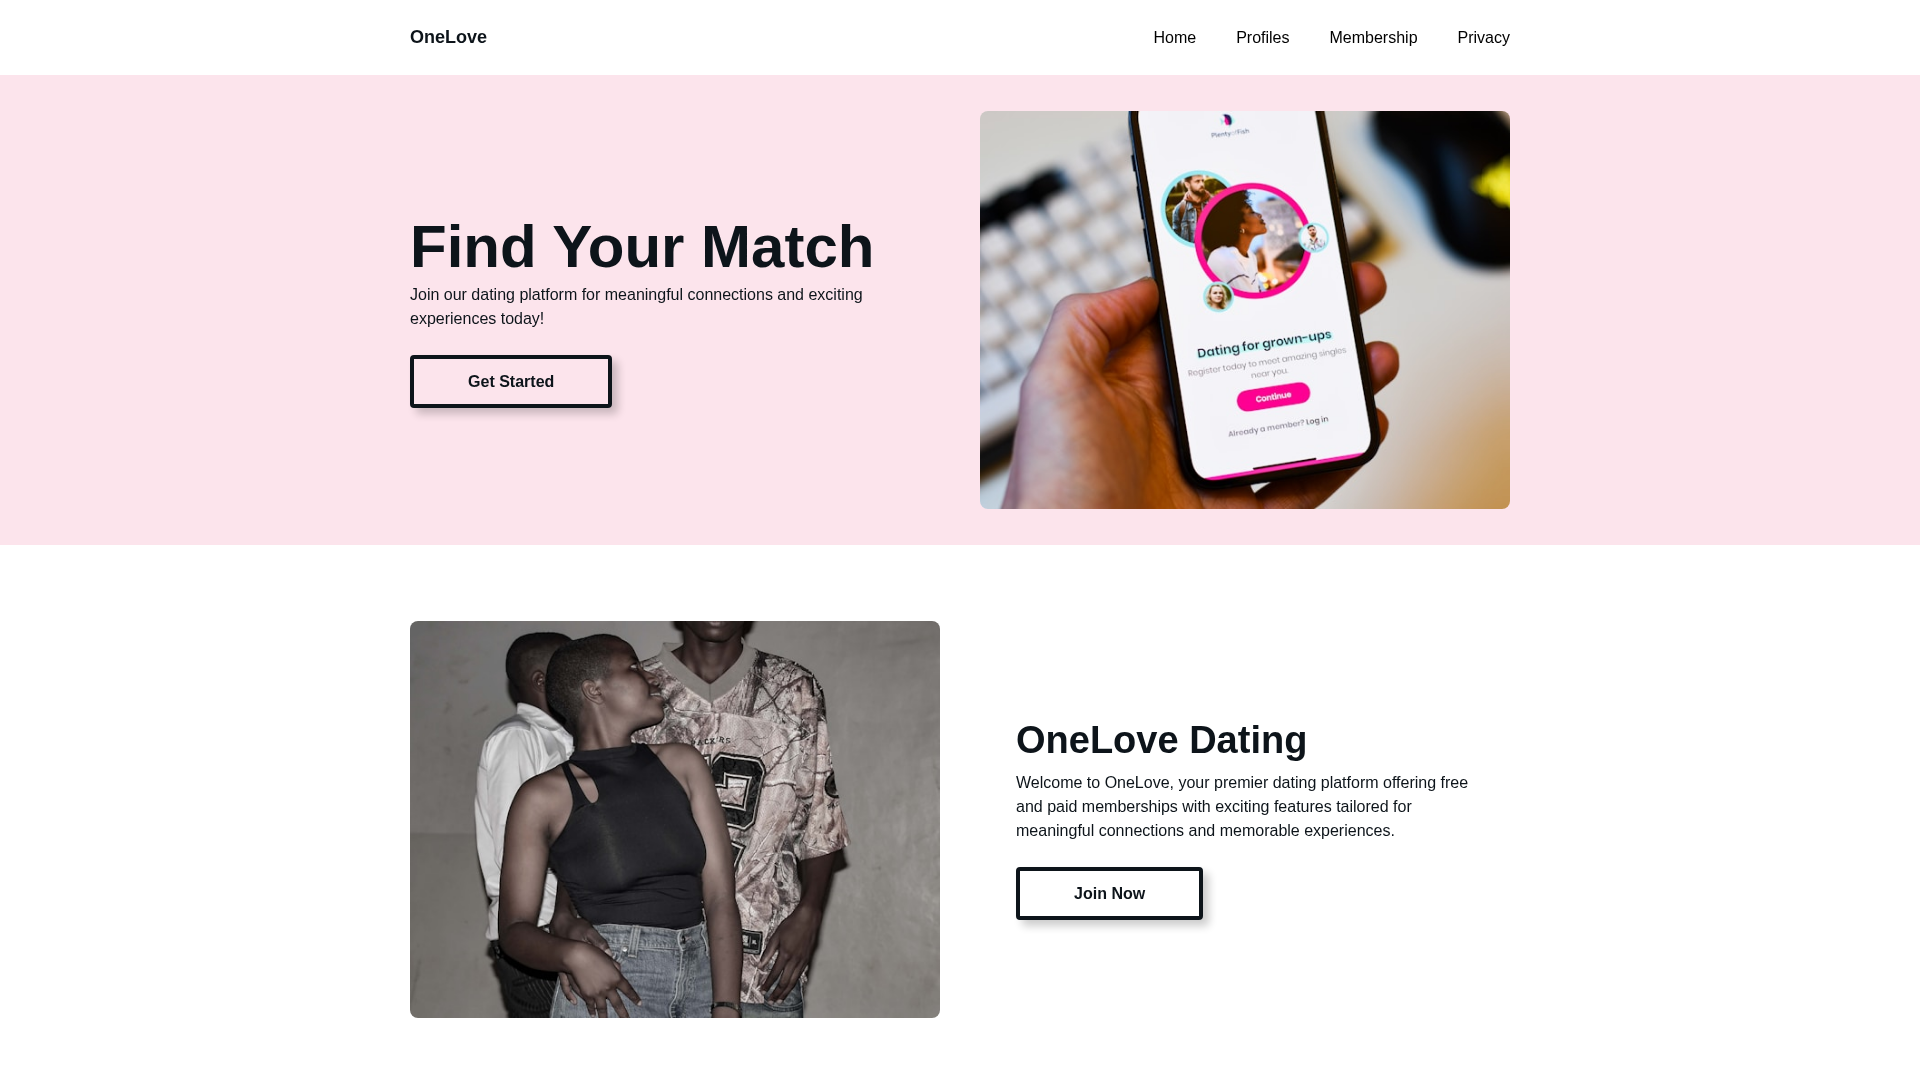 OneLove
Home
Profiles
Membership
Privacy
Find Your Match
Join our dating platform for meaningful connections and exciting
experiences today!
Get Started
PlentyofFish
Dating for grown-ups
Register today to meet amazing singles
near you.
Continue
Already a member? Log in
OneLove Dating
Welcome to OneLove, your premier dating platform offering free
and paid memberships with exciting features tailored for
meaningful connections and memorable experiences.
Join Now